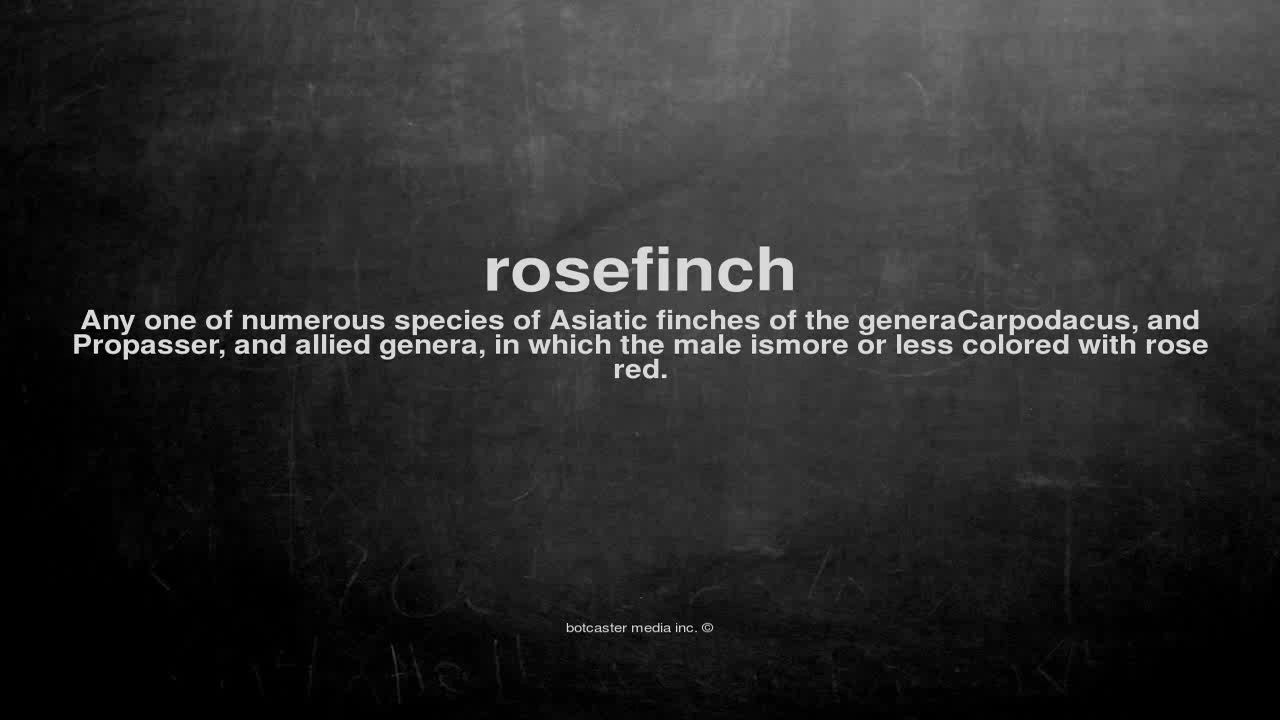 rosefinch
Any one of numerous species of Asiatic finches of the generaCarpodacus, and
Propasser, and allied genera, in which the male ismore or less colored with rose
red.
botcaster media inc. ©